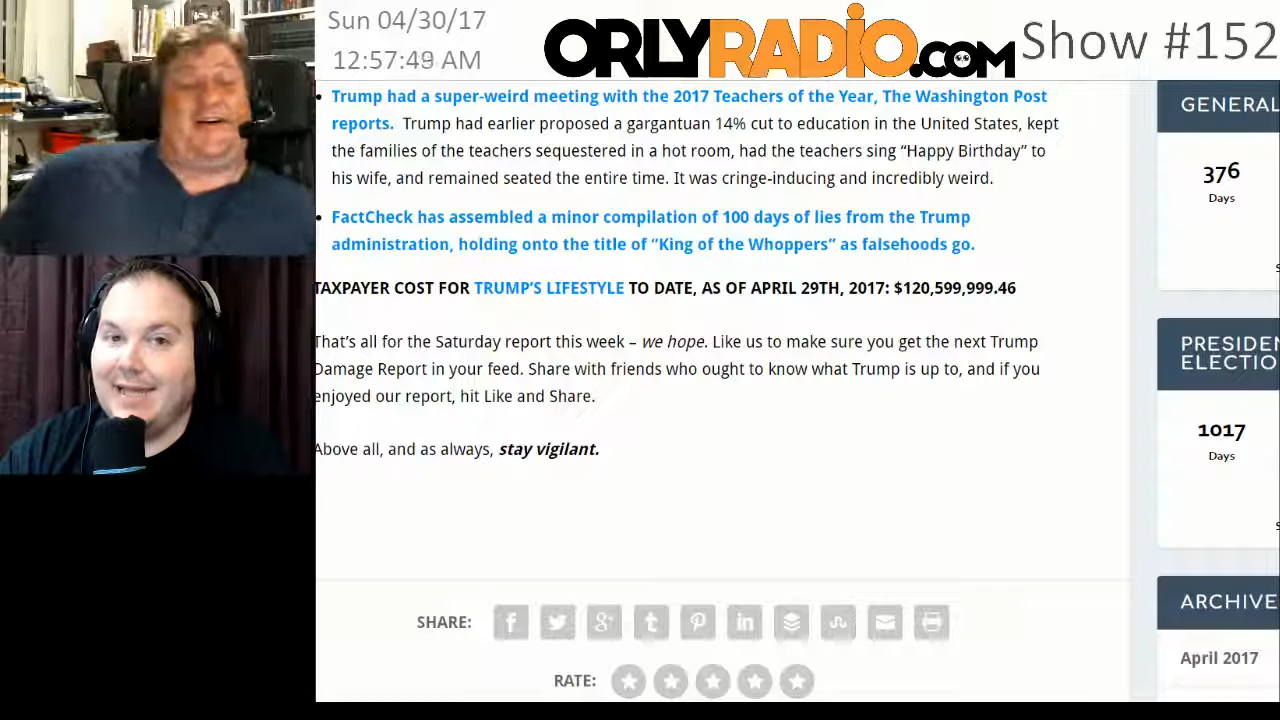 Sun 04/30/17
12:57:49 AM
ORLYRADIO.COM
Show #152
Trump had a super-weird meeting with the 2017 Teachers of the Year, The Washington Post
reports. Trump had earlier proposed a gargantuan 14% cut to education in the United States, kept
the families of the teachers sequestered in a hot room, had the teachers sing “Happy Birthday” to
his wife, and remained seated the entire time. It was cringe-inducing and incredibly weird.
FactCheck has assembled a minor compilation of 100 days of lies from the Trump
administration, holding onto the title of “King of the Whoppers” as falsehoods go.
TAXPAYER COST FOR TRUMP’S LIFESTYLE TO DATE, AS OF APRIL 29TH, 2017: $120,599,999.46
That’s all for the Saturday report this week – we hope. Like us to make sure you get the next Trump
Damage Report in your feed. Share with friends who ought to know what Trump is up to, and if you
enjoyed our report, hit Like and Share.
Above all, and as always, stay vigilant.
SHARE:
RATE:
GENERAL
376
Days
PRESIDEN
ELECTIO
1017
Days
ARCHIVE
April 2017